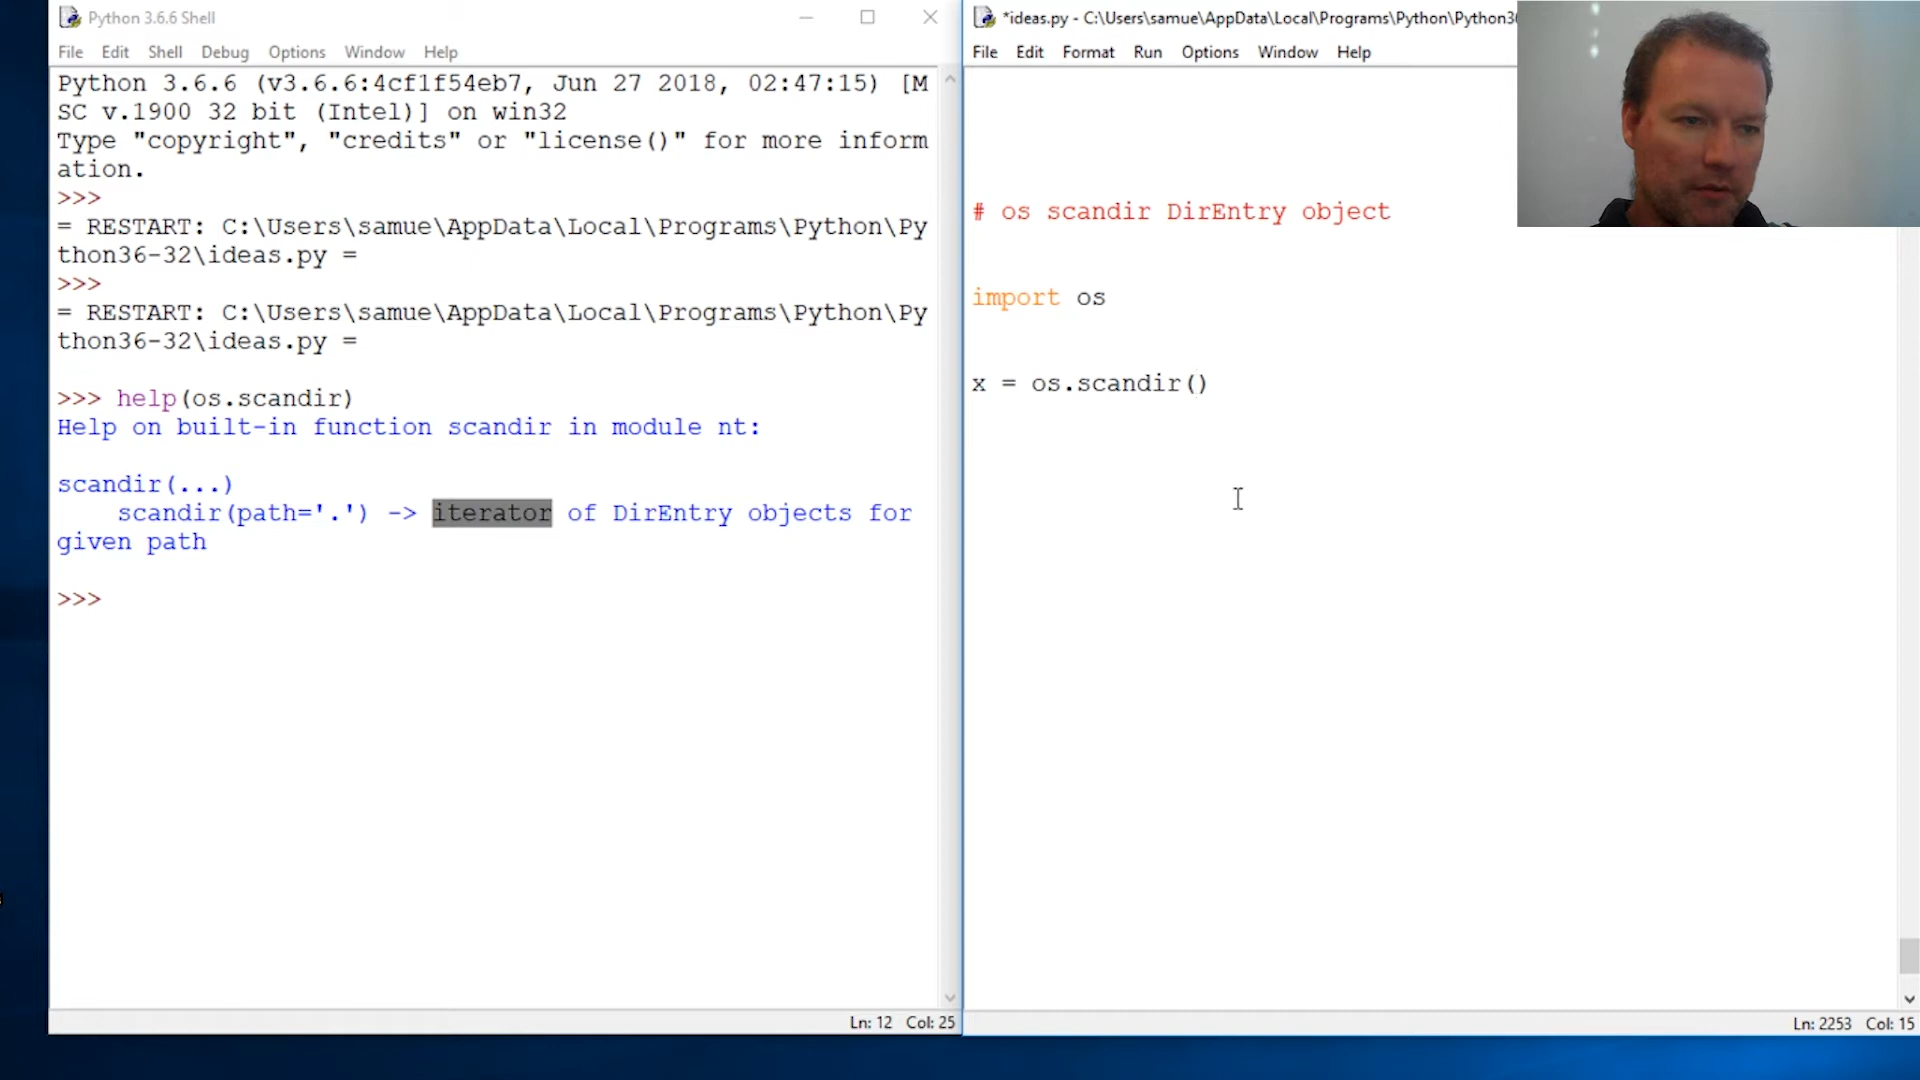 Python 3.6.6 Shell
File Edit Shell Debug Options Window Help
Python 3.6.6 (v3.6.6:4cf1f54eb7, Jun 27 2018, 02:47:15) [M
SC v.1900 32 bit (Intel)] on win32
Type "copyright", "credits" or "license()" for more inform
ation.
>>>
= RESTART: C:\Users\samue\AppData\Local\Programs\Python\Py
thon36-32\ideas.py =
>>>
= RESTART: C:\Users\samue\AppData\Local\Programs\Python\Py
thon36-32\ideas.py =
>>> help(os.scandir)
Help on built-in function scandir in module nt:
scandir(...)
scandir(path='.') -> iterator of DirEntry objects for
given path
>>>
Ln: 12 Col: 25
*ideas.py - C:\Users\samue\AppData\Local\Programs\Python\Python36
File Edit Format Run Options Window Help
# os scandir DirEntry object
import os
x = os.scandir()
Ln: 2253 Col: 15